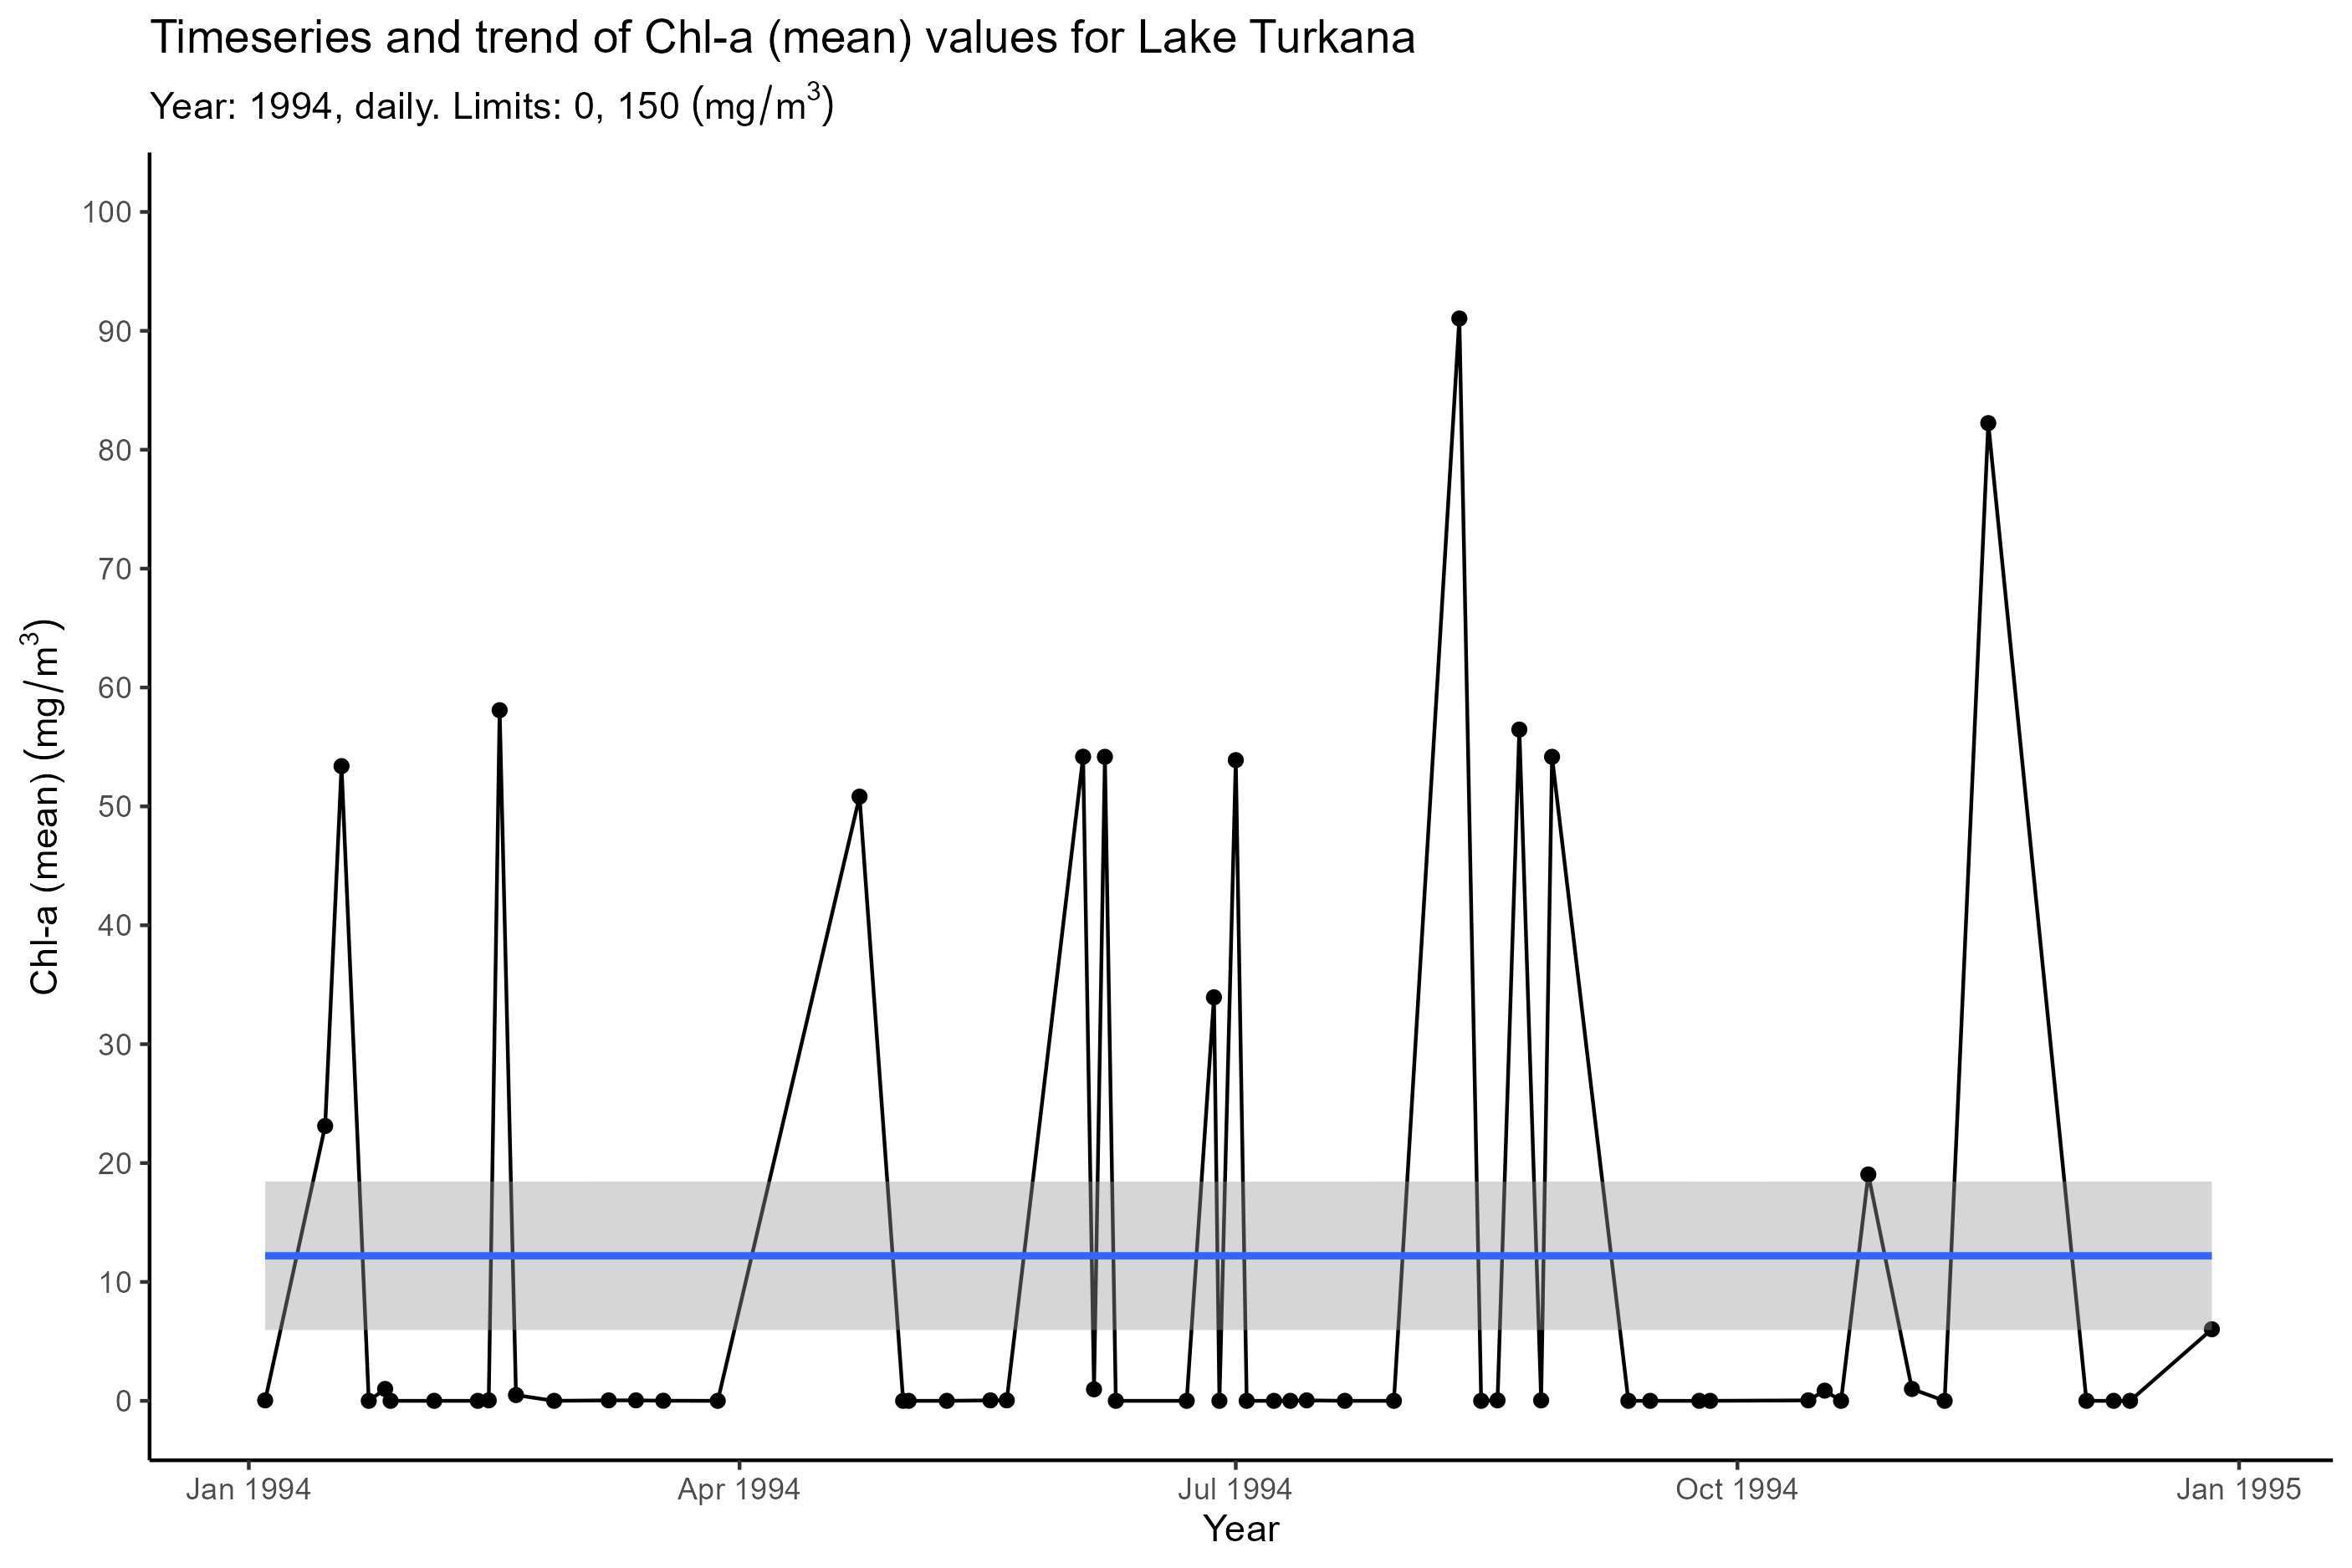 Timeseries and trend of Chl-a (mean) values for Lake Turkana
Year: 1994, daily. Limits: 0, 150 (mg/m³)
Chl-a (mean) (mg/m³)
100
90
80
70
60
50
40
30
20
10
0
Jan 1994
Apr 1994
Jul 1994
Oct 1994
Jan 1995
Year